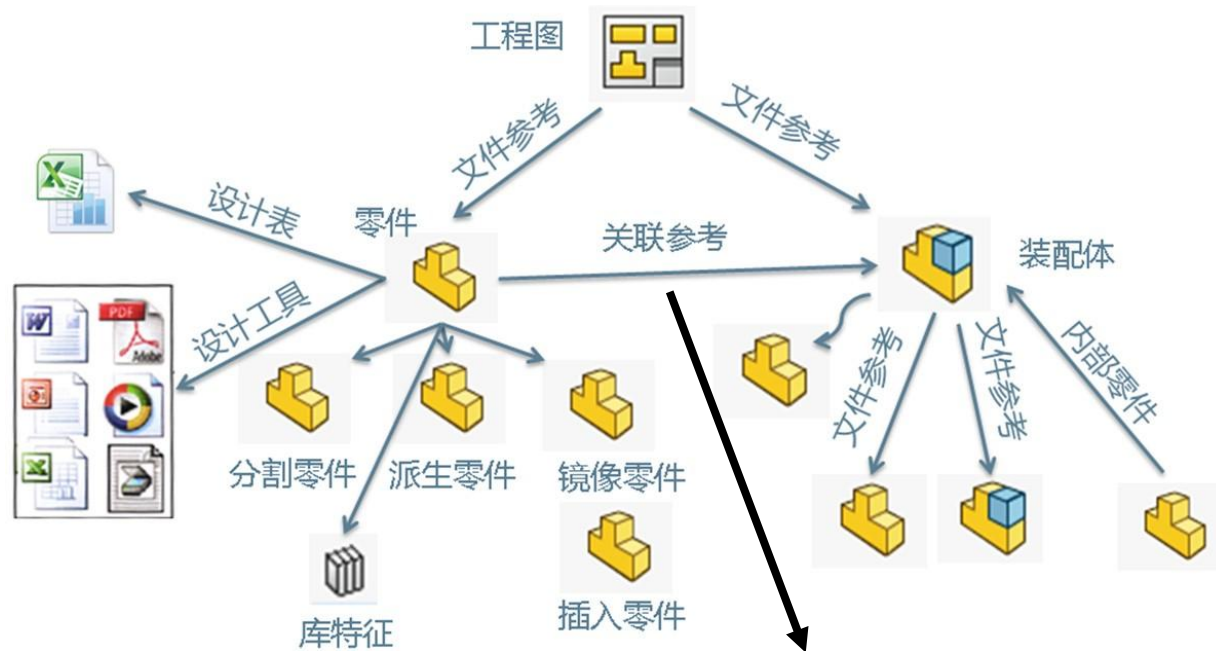 工程图
文件参考
文件参考
设计表
零件
关联参考
装配体
设计工具
W
PDF
Adobe
文件参考
文件参考
内部零件
分割零件
派生零件
镜像零件
库特征
插入零件